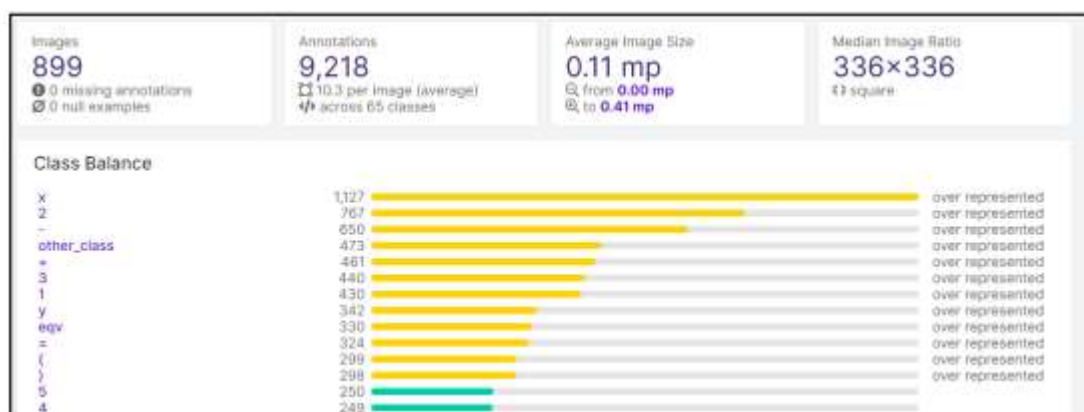 Images
899
0 missing annotations
0 null examples
Annotations
9,218
10.3 per image (average)
across 65 classes
Average Image Size
0.11 mp
from 0.00 mp
to 0.41 mp
Median Image Ratio
336×336
square
Class Balance
x 1,127 over represented
2 767 over represented
- 650 over represented
other_class 473 over represented
+ 461 over represented
3 440 over represented
1 430 over represented
y 342 over represented
eqv 330 over represented
= 324 over represented
( 299 over represented
) 298 over represented
5 250
4 249